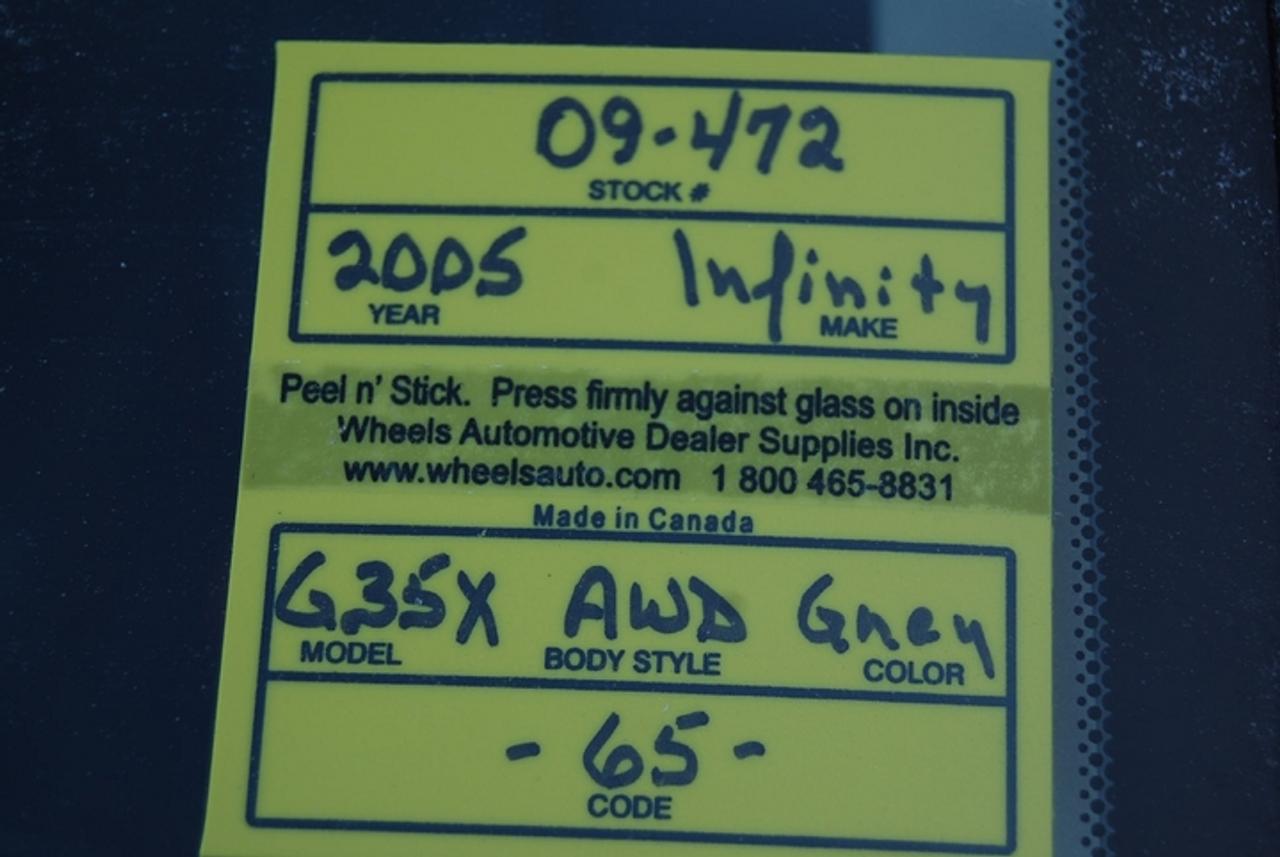 09-472
STOCK #
2005 Infinity
YEAR MAKE
Peel n' Stick. Press firmly against glass on inside
Wheels Automotive Dealer Supplies Inc.
www.wheelsauto.com 1 800 465-8831
Made in Canada
G35X AWD Grey
MODEL BODY STYLE COLOR
- 65 -
CODE